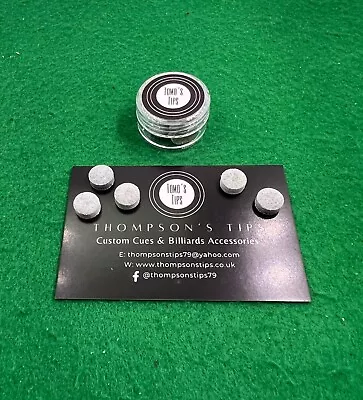 TOMO'S
TIPS
TOMO'S
TIPS
THOMPSON'S TIPS
Custom Cues & Billiards Accessories
E: thompsonstips79@yahoo.com
W: www.thompsonstips.co.uk
@thompsonstips79